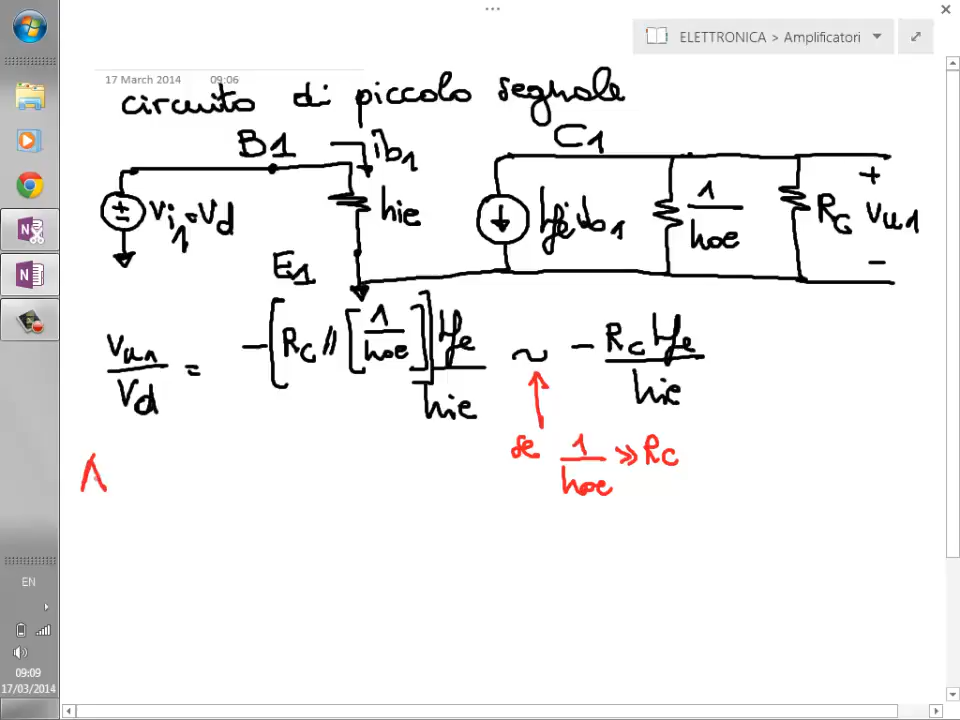 ELETTRONICA > Amplificatori
17 March 2014 09:06
circuito di piccolo segnale
B1 ib1 C1
+ − Vi1=Vd hie hfe ib1 1/hoe RC + Vu1 −
E1
Vu1/Vd = −[RC // [1/hoe]] hfe/hie ~ − RC hfe/hie
se 1/hoe >> RC
EN
09:09
17/03/2014